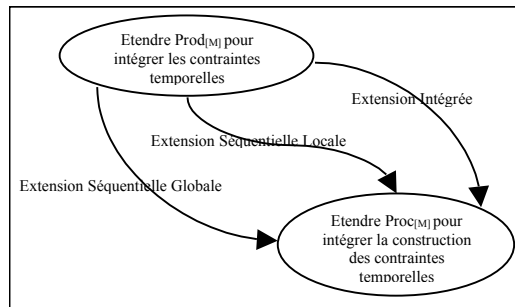 Etendre Prod[M] pour
intégrer les contraintes
temporelles
Extension Intégrée
Extension Séquentielle Locale
Extension Séquentielle Globale
Etendre Proc[M] pour
intégrer la construction
des contraintes
temporelles